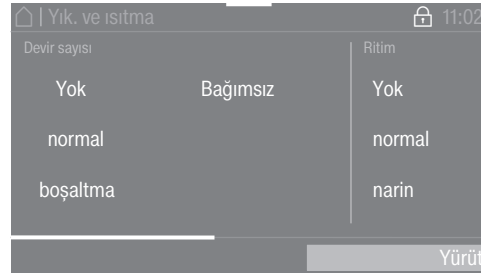 | Yık. ve ısıtma 11:02
Devir sayısı Ritim
Yok Bağımsız Yok
normal normal
boşaltma narin
Yürüt